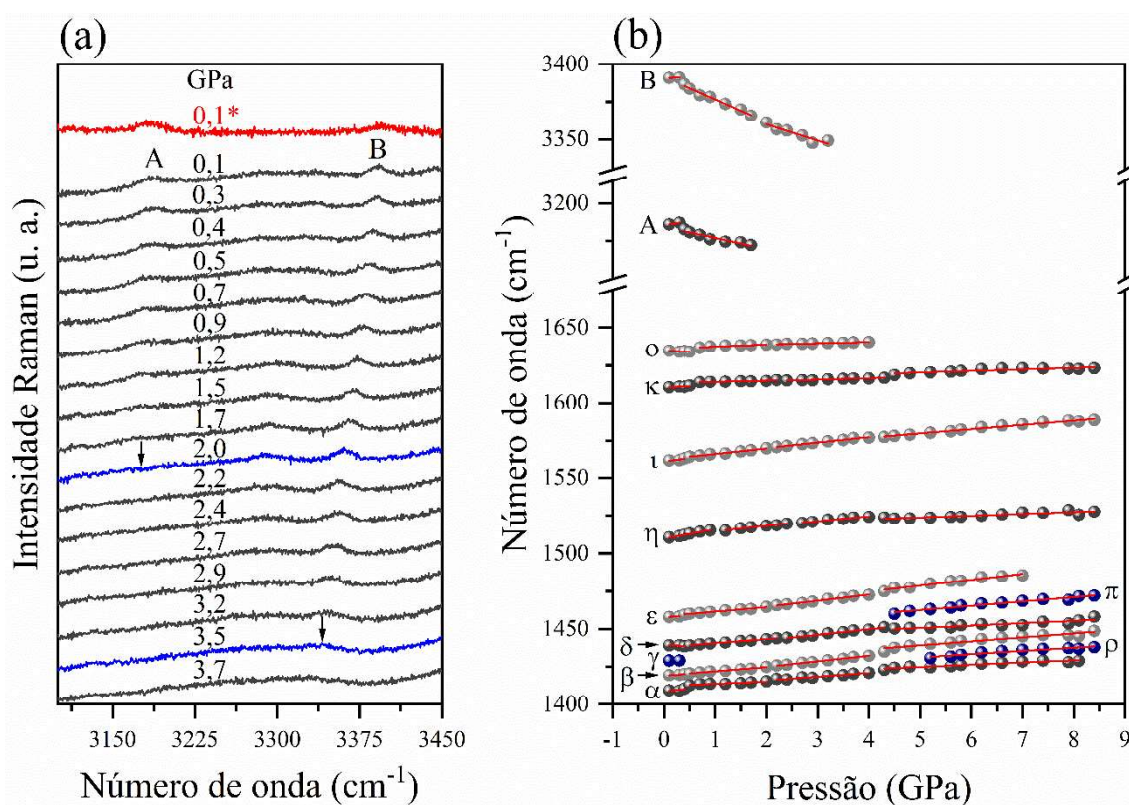 (a)
GPa
0,1*
A
B
0,1
0,3
0,4
0,5
0,7
0,9
1,2
1,5
1,7
2,0
2,2
2,4
2,7
2,9
3,2
3,5
3,7
Intensidade Raman (u. a.)
3150 3225 3300 3375 3450
Número de onda (cm-1)
(b)
3400
3350
3200
1650
1600
1550
1500
1450
1400
Número de onda (cm-1)
B
A
ο
κ
ι
η
ε
π
δ
γ
ρ
β
α
-1 0 1 2 3 4 5 6 7 8 9
Pressão (GPa)